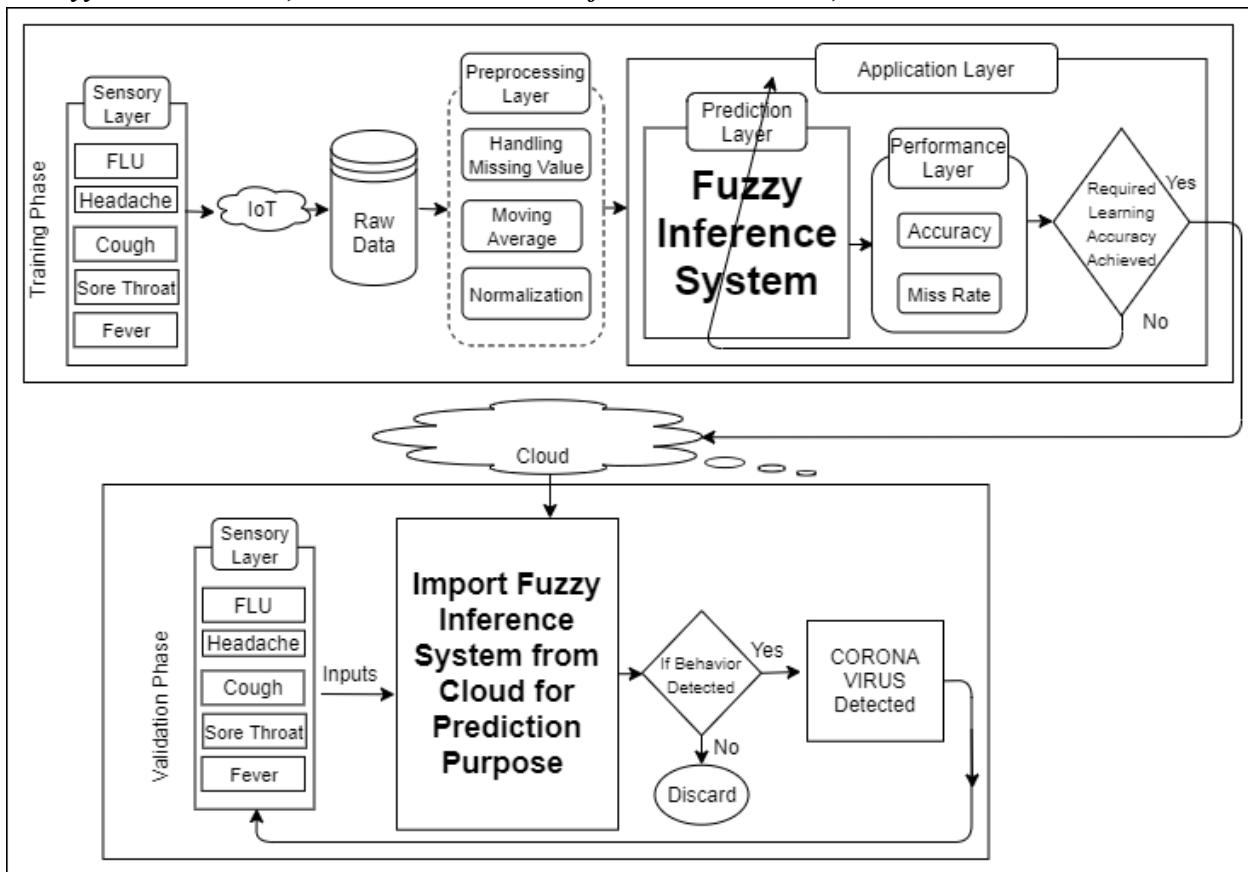 Training Phase
Sensory
Layer
FLU
Headache
Cough
Sore Throat
Fever
IoT
Raw
Data
Preprocessing
Layer
Handling
Missing Value
Moving
Average
Normalization
Application Layer
Prediction
Layer
Fuzzy
Inference
System
Performance
Layer
Accuracy
Miss Rate
Required
Learning
Accuracy
Achieved
Yes
No
Cloud
Validation Phase
Sensory
Layer
FLU
Headache
Cough
Sore Throat
Fever
Inputs
Import Fuzzy
Inference
System from
Cloud for
Prediction
Purpose
If Behavior
Detected
Yes
No
Discard
CORONA
VIRUS
Detected